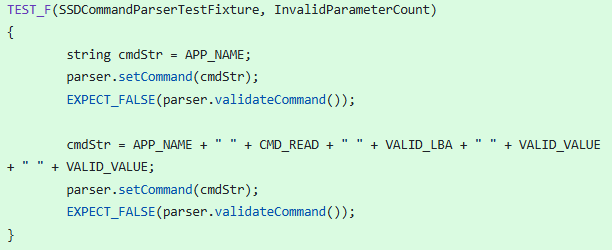 TEST_F(SSDCommandParserTestFixture, InvalidParameterCount)
{
string cmdStr = APP_NAME;
parser.setCommand(cmdStr);
EXPECT_FALSE(parser.validateCommand());
cmdStr = APP_NAME + " " + CMD_READ + " " + VALID_LBA + " " + VALID_VALUE
+ " " + VALID_VALUE;
parser.setCommand(cmdStr);
EXPECT_FALSE(parser.validateCommand());
}